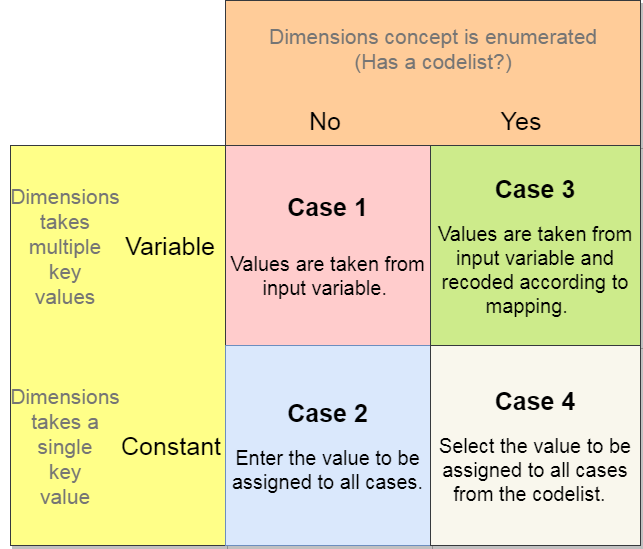 Dimensions concept is enumerated
(Has a codelist?)
No
Yes
Dimensions
takes
multiple
key
values
Variable
Case 1
Values are taken from
input variable.
Case 3
Values are taken from
input variable and
recoded according to
mapping.
Dimensions
takes a
single
key
value
Constant
Case 2
Enter the value to be
assigned to all cases.
Case 4
Select the value to be
assigned to all cases
from the codelist.